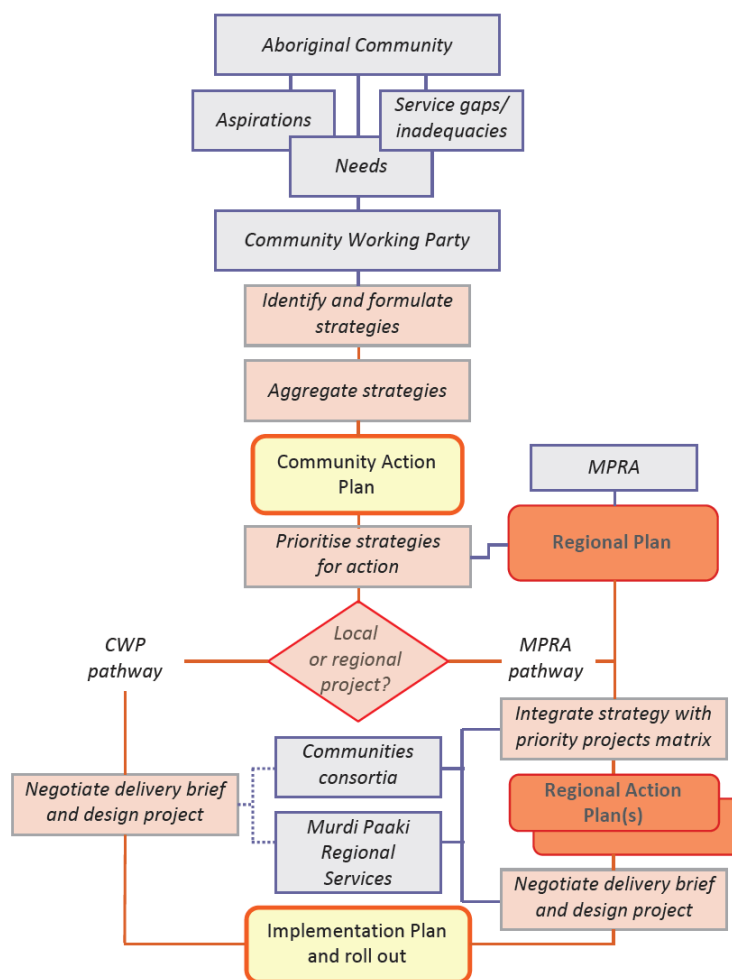 Aboriginal Community
Aspirations
Service gaps/
inadequacies
Needs
Community Working Party
Identify and formulate
strategies
Aggregate strategies
Community Action
Plan
MPRA
Prioritise strategies
for action
Regional Plan
CWP
pathway
Local
or regional
project?
MPRA
pathway
Integrate strategy with
priority projects matrix
Communities
consortia
Negotiate delivery brief
and design project
Regional Action
Plan(s)
Murdi Paaki
Regional
Services
Negotiate delivery brief
and design project
Implementation Plan
and roll out